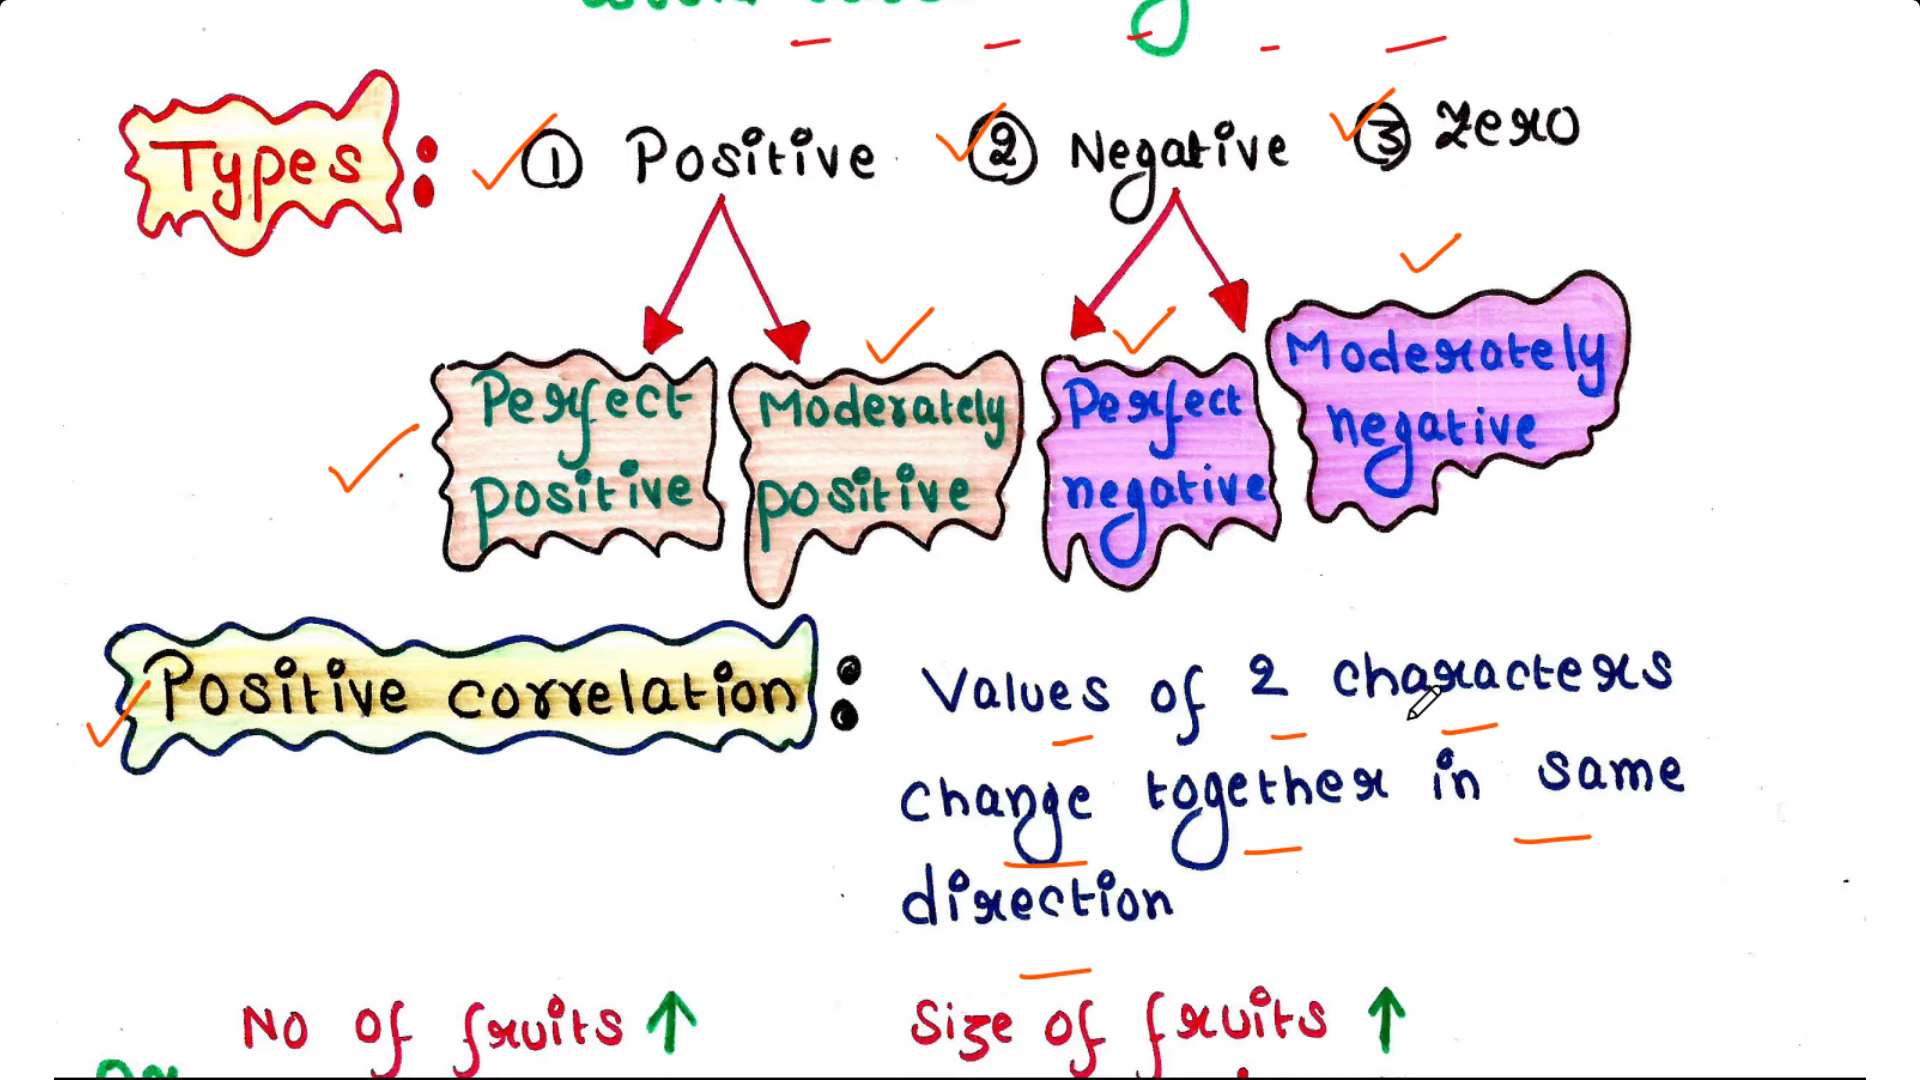 Types : ① Positive ② Negative ③ Zero
Perfect positive
Moderately positive
Perfect negative
Moderately negative
Positive correlation : Values of 2 characters
change together in same
direction
No of fruits ↑ Size of fruits ↑